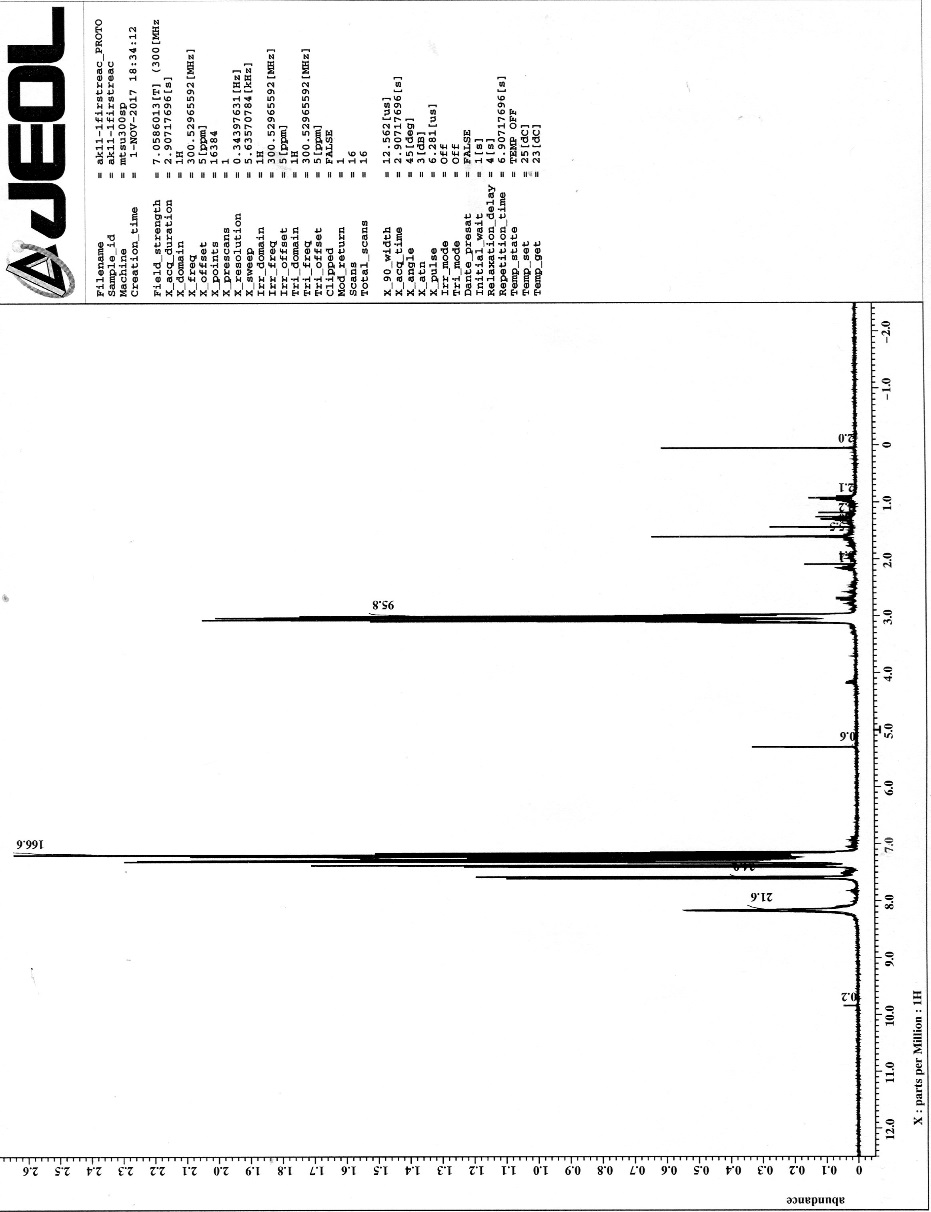 JEOL
Filename = ak11-1firstreac_PROTO
Sample_id = ak11-1firstreac
Machine = mtsu300sp
Creation_time = 1-NOV-2017 18:34:12
Field_strength = 7.0586013[T] (300[MHz
X_acq_duration = 2.90717696[s]
X_domain = 1H
X_freq = 300.52965592[MHz]
X_offset = 5[ppm]
X_points = 16384
X_prescans = 1
X_resolution = 0.34397631[Hz]
X_sweep = 5.63570784[kHz]
Irr_domain = 1H
Irr_freq = 300.52965592[MHz]
Irr_offset = 5[ppm]
Tri_domain = 1H
Tri_freq = 300.52965592[MHz]
Tri_offset = 5[ppm]
Clipped = FALSE
Mod_return = 1
Scans = 16
Total_scans = 16
X_90_width = 12.562[us]
X_acq_time = 2.90717696[s]
X_angle = 45[deg]
X_atn = 3[dB]
X_pulse = 6.281[us]
Irr_mode = Off
Tri_mode = Off
Dante_presat = FALSE
Initial_wait = 1[s]
Relaxation_delay = 4[s]
Repetition_time = 6.90717696[s]
Temp_state = TEMP OFF
Temp_set = 25[dC]
Temp_get = 23[dC]
abundance
2.6
2.5
2.4
2.3
2.2
2.1
2.0
1.9
1.8
1.7
1.6
1.5
1.4
1.3
1.2
1.1
1.0
0.9
0.8
0.7
0.6
0.5
0.4
0.3
0.2
0.1
0
0.2
21.6
166.6
0.6
95.8
2.1
2.0
12.0 11.0 10.0 9.0 8.0 7.0 6.0 5.0 4.0 3.0 2.0 1.0 0 -1.0 -2.0
X : parts per Million : 1H